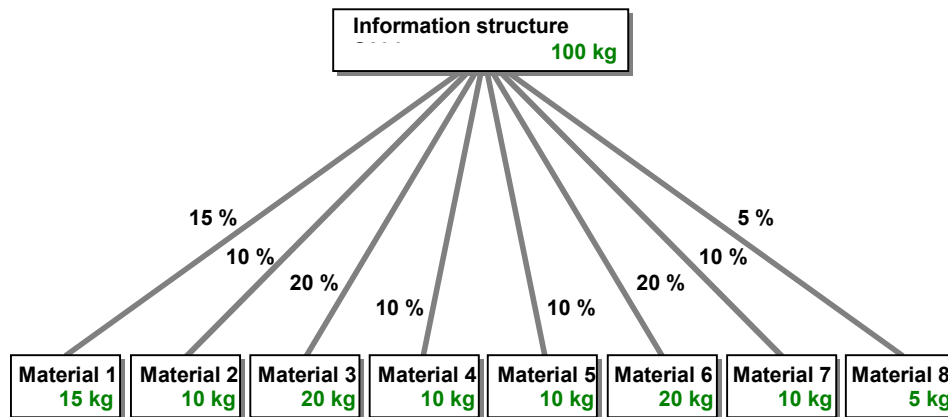 Information structure
100 kg
15 %
5 %
10 %
10 %
20 %
20 %
10 %
10 %
Material 1
15 kg
Material 2
10 kg
Material 3
20 kg
Material 4
10 kg
Material 5
10 kg
Material 6
20 kg
Material 7
10 kg
Material 8
5 kg